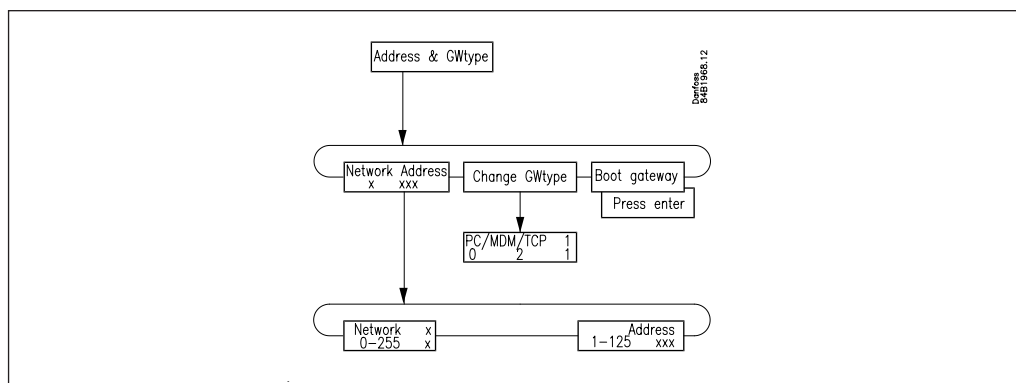 Address & GWtype
Danfoss
84B1968.12
Network Address
x xxx
Change GWtype
Boot gateway
Press enter
PC/MDM/TCP 1
0 2 1
Network x
0-255 x
Address
1-125 xxx